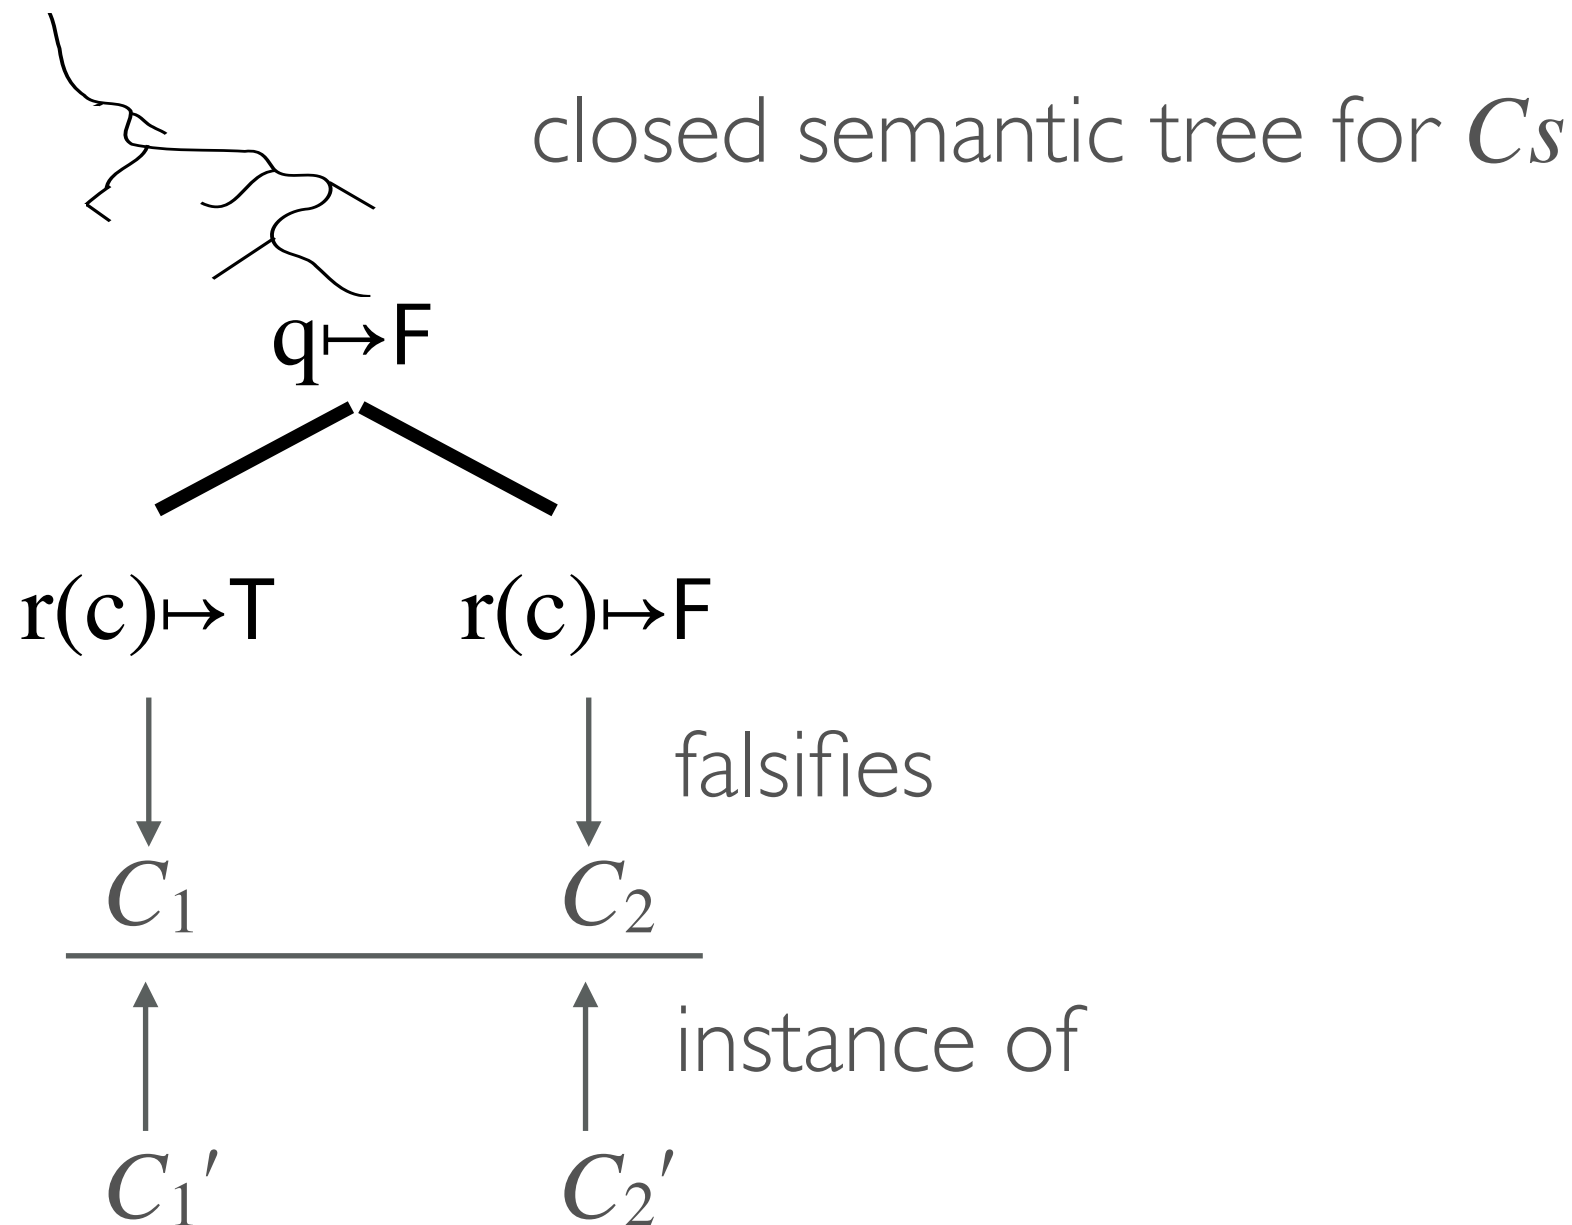 closed semantic tree for Cs
q↦F
r(c)↦T r(c)↦F
falsifies
C₁ C₂
instance of
C₁′ C₂′